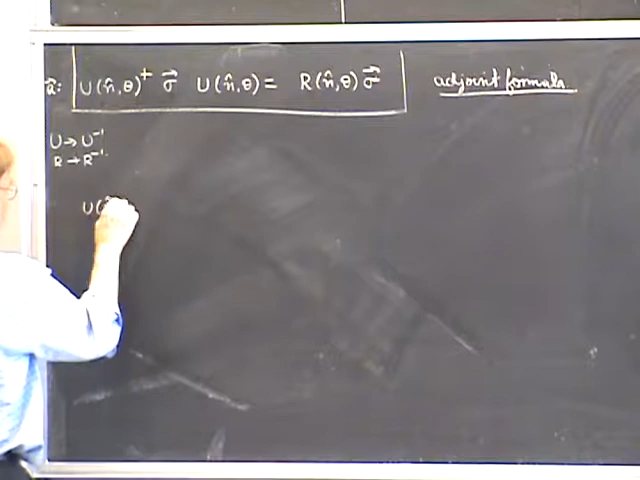 a⃗: U(n̂,θ)⁺ σ⃗ U(n̂,θ) = R(n̂,θ) σ⃗ adjoint formula
U → U⁻¹
R → R⁻¹
U(